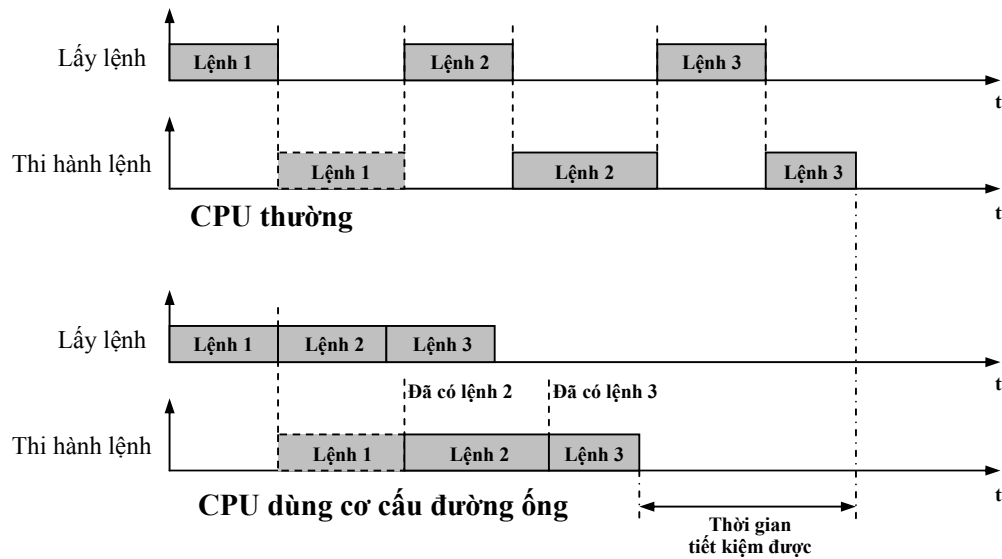 Lấy lệnh
Lệnh 1 Lệnh 2 Lệnh 3
t
Thi hành lệnh
Lệnh 1 Lệnh 2 Lệnh 3
t
CPU thường
Lấy lệnh
Lệnh 1 Lệnh 2 Lệnh 3
t
Đã có lệnh 2 Đã có lệnh 3
Thi hành lệnh
Lệnh 1 Lệnh 2 Lệnh 3
t
CPU dùng cơ cấu đường ống
Thời gian
tiết kiệm được